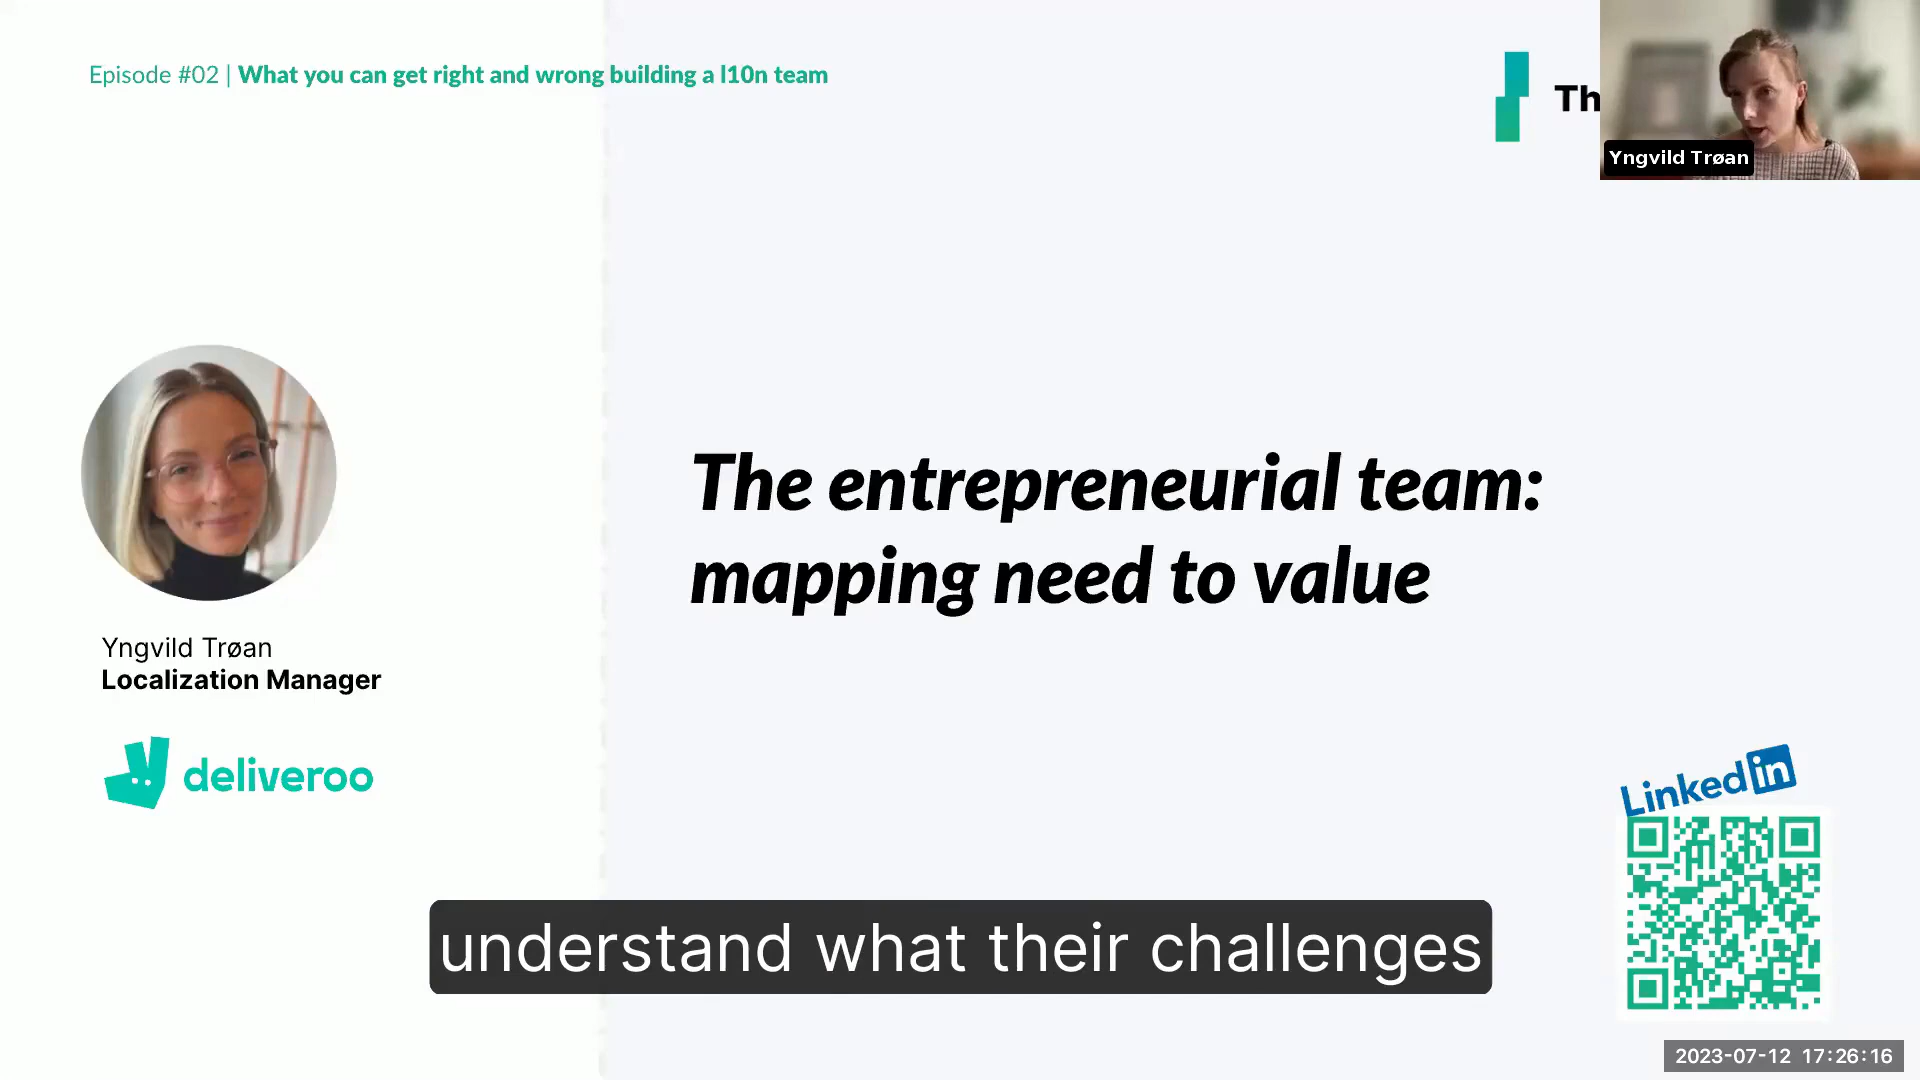 Episode #02 | What you can get right and wrong building a l10n team
Th
Yngvild Trøan
The entrepreneurial team:
mapping need to value
Yngvild Trøan
Localization Manager
deliveroo
LinkedIn
understand what their challenges
2023-07-12 17:26:16